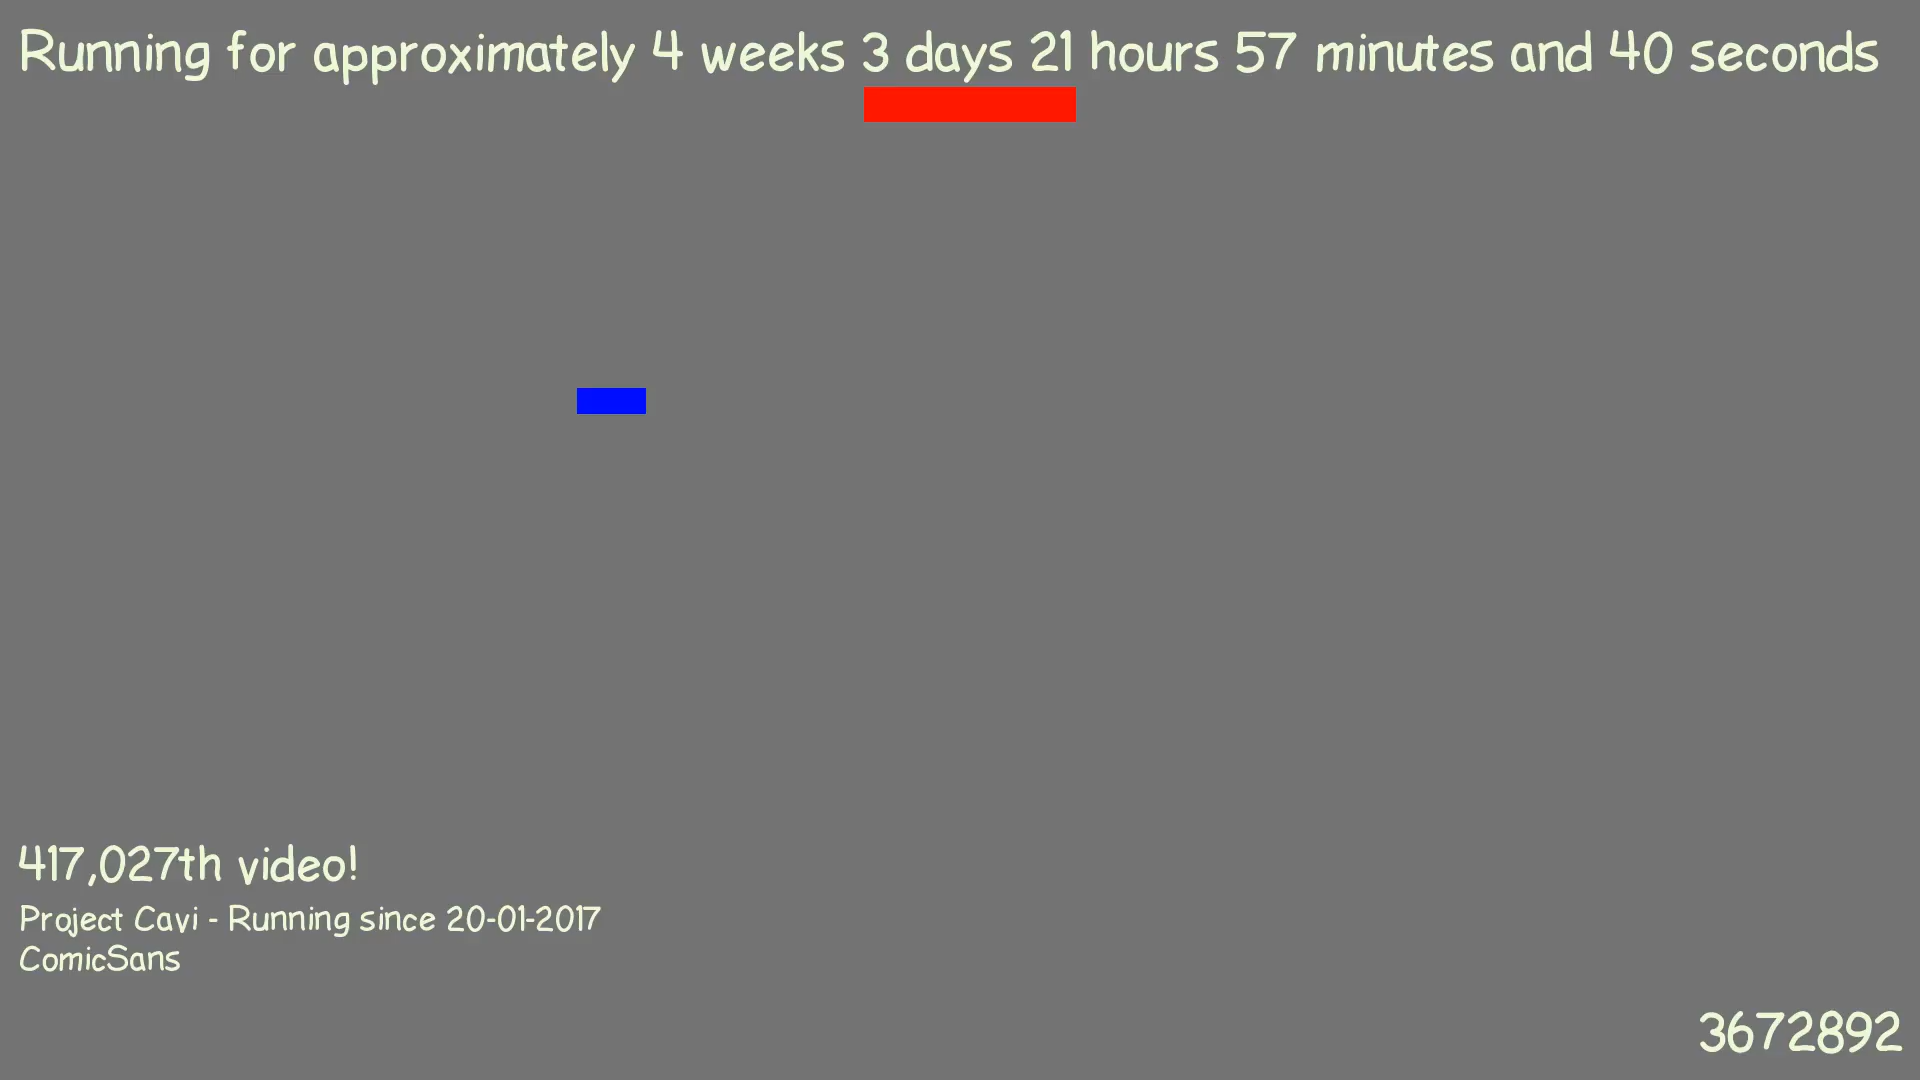 Running for approximately 4 weeks 3 days 21 hours 57 minutes and 40 seconds
417,027th video!
Project Cavi - Running since 20-01-2017
ComicSans
3672892